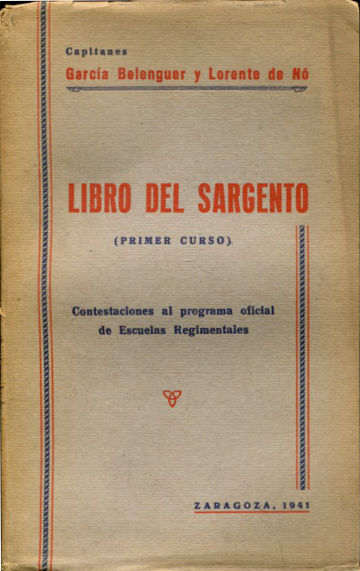 Capitanes
García Belenguer y Lorente de Nó
LIBRO DEL SARGENTO
(PRIMER CURSO)
Contestaciones al programa oficial
de Escuelas Regimentales
ZARAGOZA, 1941